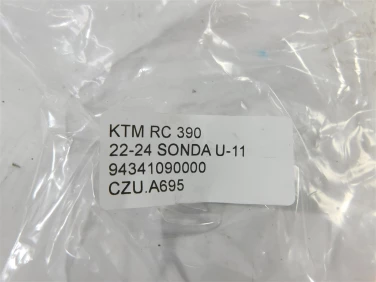 KTM RC 390
22-24 SONDA U-11
94341090000
CZU.A695